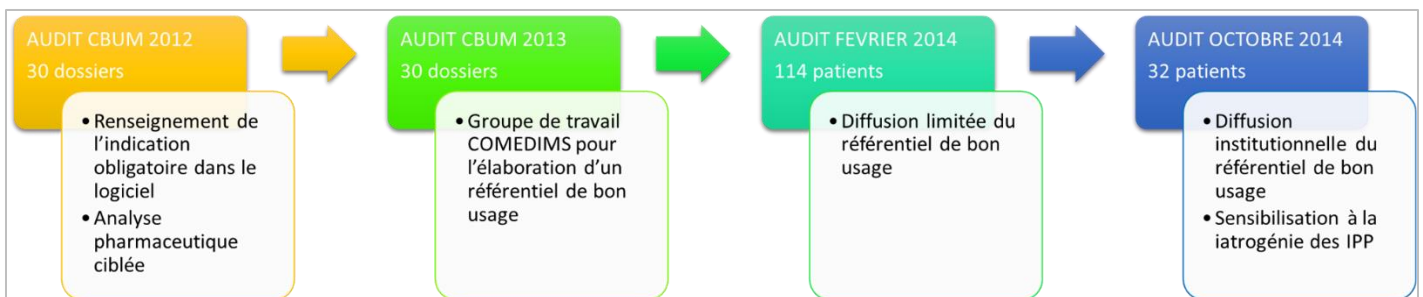 AUDIT CBUM 2012
30 dossiers
• Renseignement de
l’indication
obligatoire dans le
logiciel
• Analyse
pharmaceutique
ciblée
AUDIT CBUM 2013
30 dossiers
• Groupe de travail
COMEDIMS pour
l’élaboration d’un
référentiel de bon
usage
AUDIT FEVRIER 2014
114 patients
• Diffusion limitée du
référentiel de bon
usage
AUDIT OCTOBRE 2014
32 patients
• Diffusion
institutionnelle du
référentiel de bon
usage
• Sensibilisation à la
iatrogénie des IPP